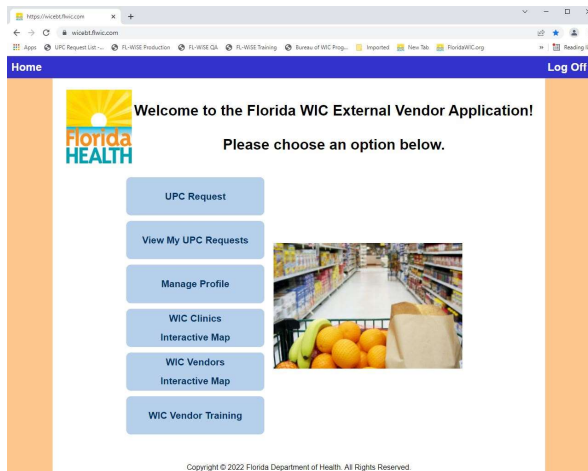 https://wicebt.flwic.com
wicebt.flwic.com
Apps UPC Request List -... FL-WiSE Production FL-WiSE QA FL-WiSE Training Bureau of WIC Prog... Imported New Tab FloridaWIC.org » Reading li
Home Log Off
Florida
HEALTH
Welcome to the Florida WIC External Vendor Application!
Please choose an option below.
UPC Request
View My UPC Requests
Manage Profile
WIC Clinics
Interactive Map
WIC Vendors
Interactive Map
WIC Vendor Training
Copyright © 2022 Florida Department of Health. All Rights Reserved.